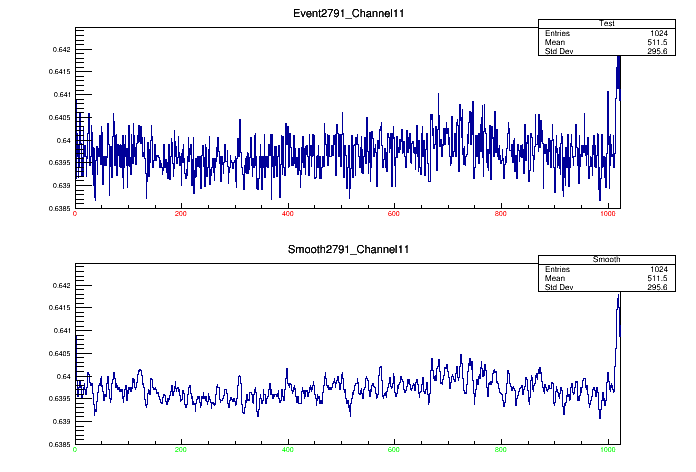 Event2791_Channel11
Test
Entries 1024
Mean 511.5
Std Dev 295.6
0.642
0.6415
0.641
0.6405
0.64
0.6395
0.639
0.6385
0 200 400 600 800 1000
Smooth2791_Channel11
Smooth
Entries 1024
Mean 511.5
Std Dev 295.6
0.642
0.6415
0.641
0.6405
0.64
0.6395
0.639
0.6385
0 200 400 600 800 1000